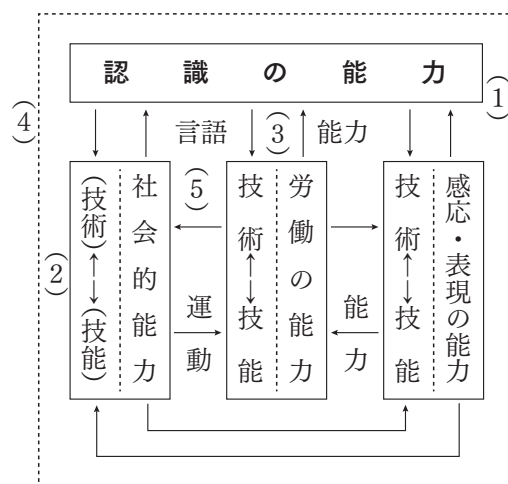 認識の能力
(1)
(4)
言語
(3)
能力
(2)
(技術)⟷(技能)
社会的能力
(5)
技術⟷技能
労働の能力
技術⟷技能
感応・表現の能力
運動
能力